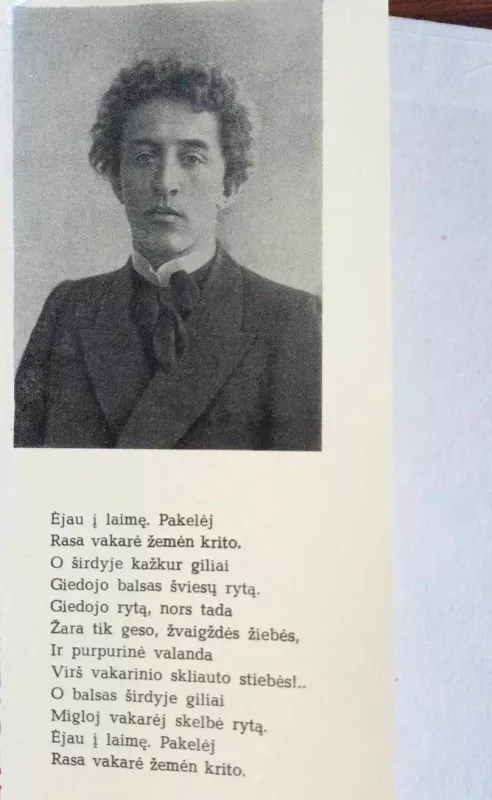 Ėjau į laimę. Pakelėj
Rasa vakarė žemėn krito.
O širdyje kažkur giliai
Giedojo balsas šviesų rytą.
Giedojo rytą, nors tada
Žara tik geso, žvaigždės žiebės,
Ir purpurinė valanda
Virš vakarinio skliauto stiebės!..
O balsas širdyje giliai
Migloj vakarėj skelbė rytą.
Ėjau į laimę. Pakelėj
Rasa vakarė žemėn krito.